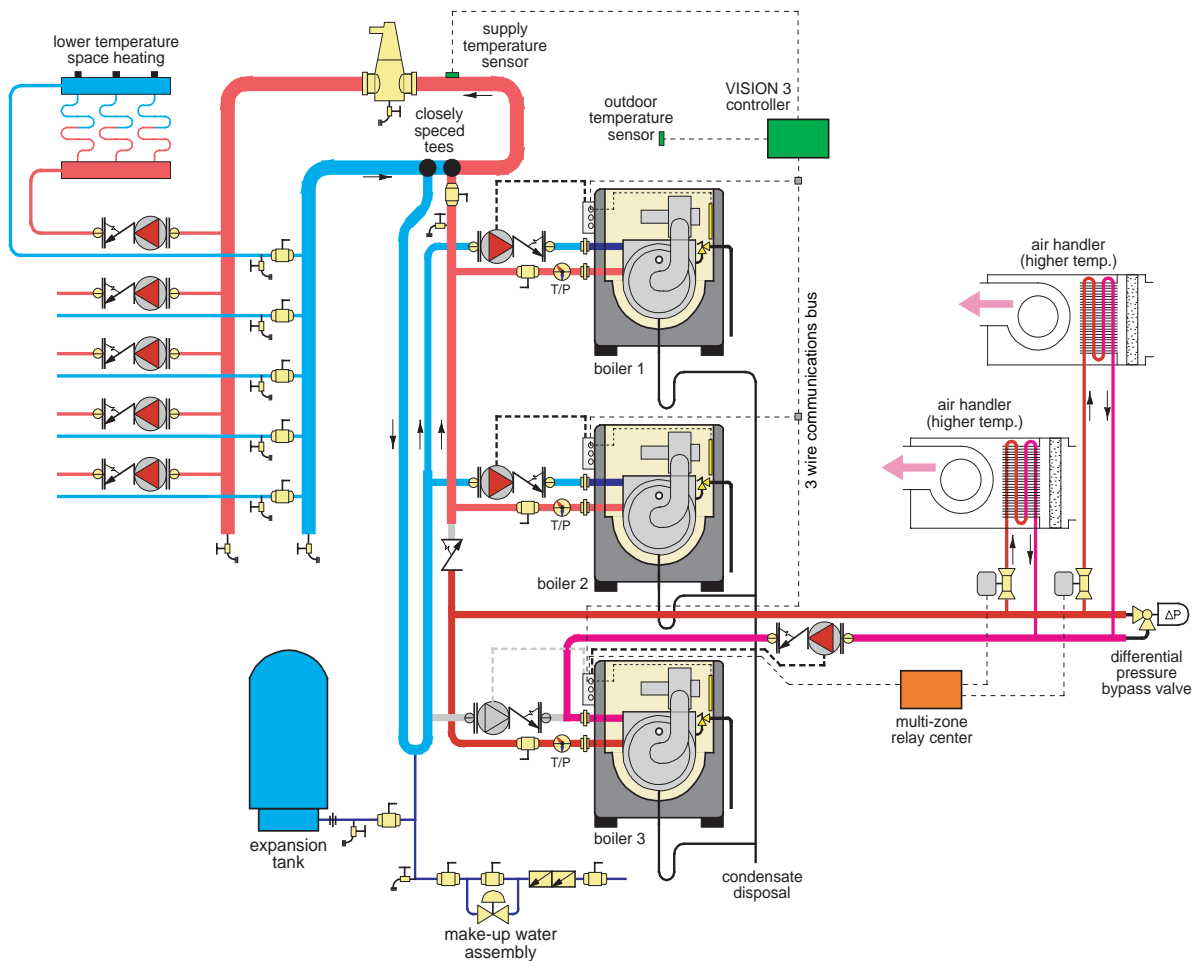 lower temperature
space heating
supply
temperature
sensor
closely
speced
tees
VISION 3
controller
outdoor
temperature
sensor
T/P
boiler 1
3 wire communications bus
air handler
(higher temp.)
air handler
(higher temp.)
T/P
boiler 2
ΔP
differential
pressure
bypass valve
multi-zone
relay center
T/P
boiler 3
expansion
tank
condensate
disposal
make-up water
assembly